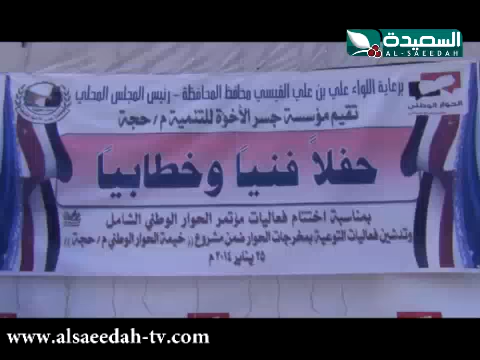 السعيدة
AL-SAEEDAH
برعاية اللواء علي بن علي القيسي محافظ المحافظة - رئيس المجلس المحلي
الحوار الوطني
تقيم مؤسسة جسر الأخوة للتنمية م/حجة
حفلاً فنياً وخطابياً
بمناسبة اختتام فعاليات مؤتمر الحوار الوطني الشامل
وتدشين فعاليات التوعية بمخرجات الحوار ضمن مشروع (( خيمة الحوار الوطني م/حجة ))
٢٥ يناير ٢٠١٤م
www.alsaeedah-tv.com